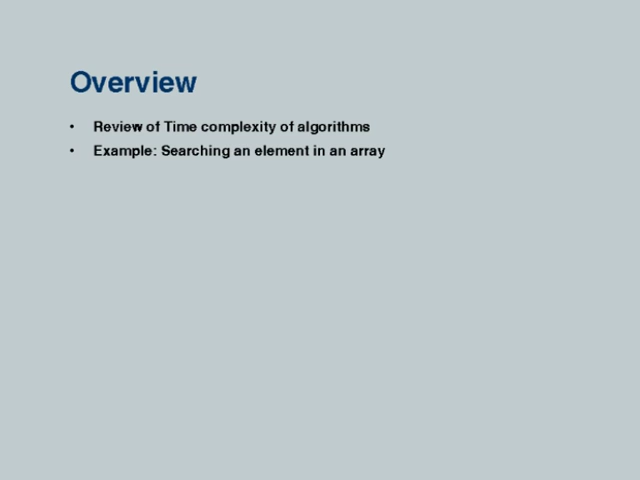 Overview
• Review of Time complexity of algorithms
• Example: Searching an element in an array